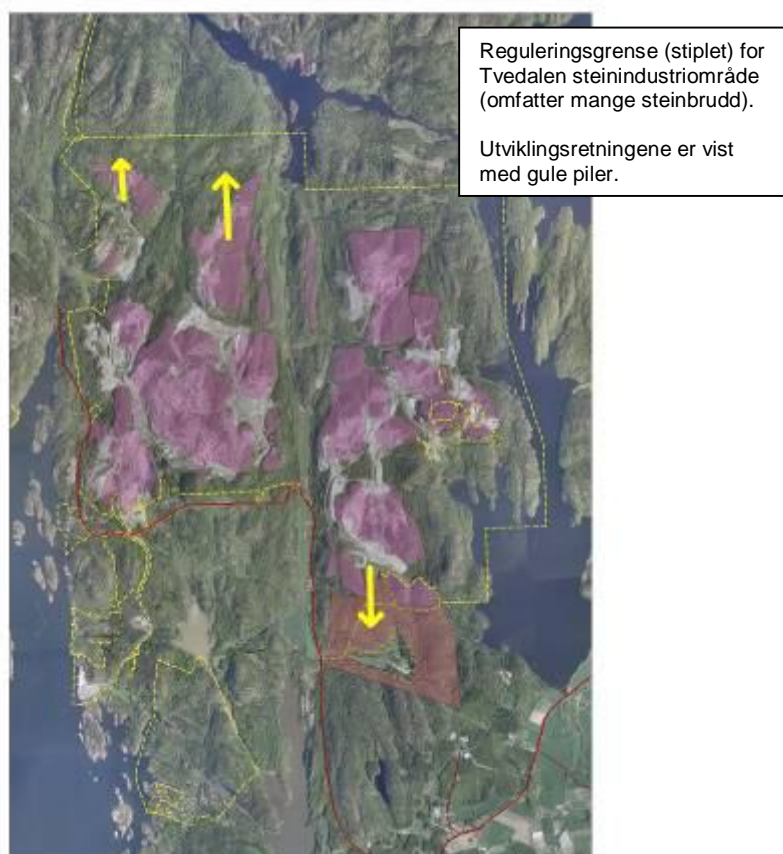 Reguleringsgrense (stiplet) for
Tvedalen steinindustriområde
(omfatter mange steinbrudd).
Utviklingsretningene er vist
med gule piler.